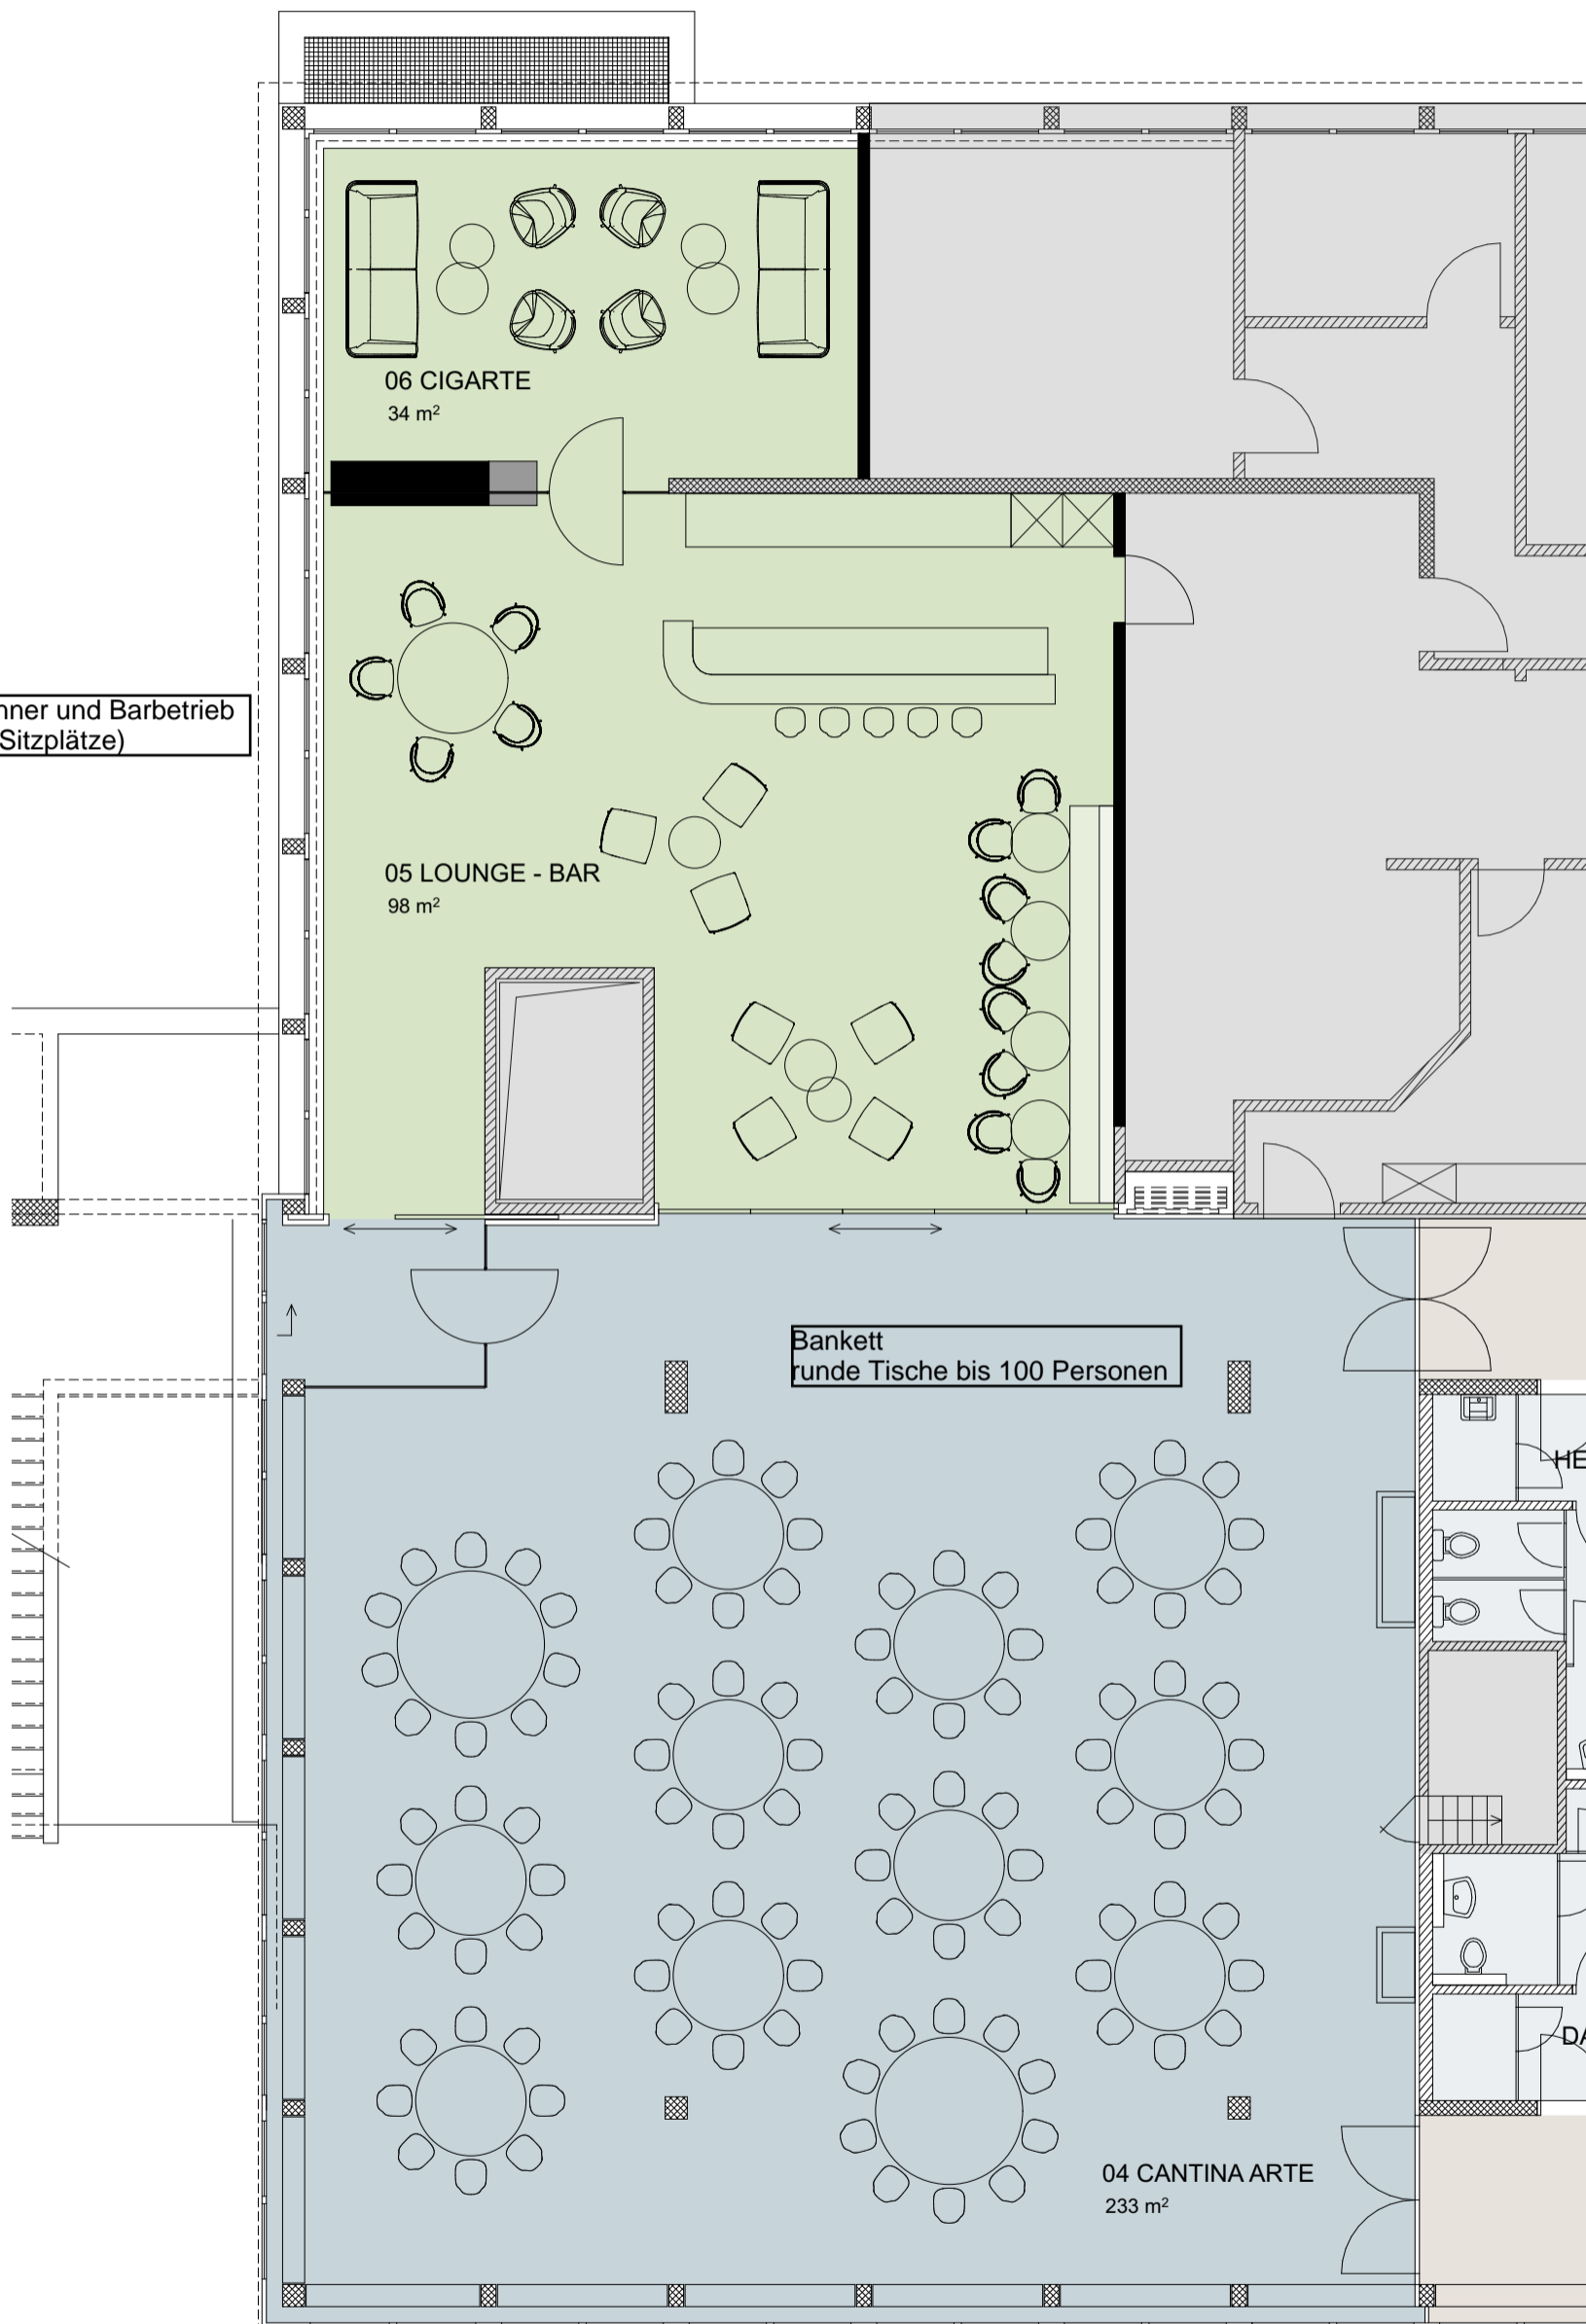 06 CIGARTE
34 m²
Barbetrieb
und
Sitzplätze)
05 LOUNGE - BAR
98 m²
Bankett
runde Tische bis 100 Personen
04 CANTINA ARTE
233 m²